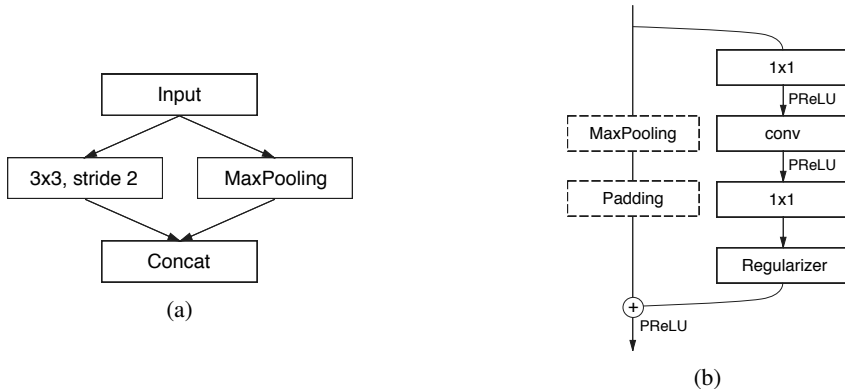 Input
3x3, stride 2
MaxPooling
Concat
(a)
1x1
PReLU
MaxPooling
conv
PReLU
Padding
1x1
Regularizer
+
PReLU
(b)